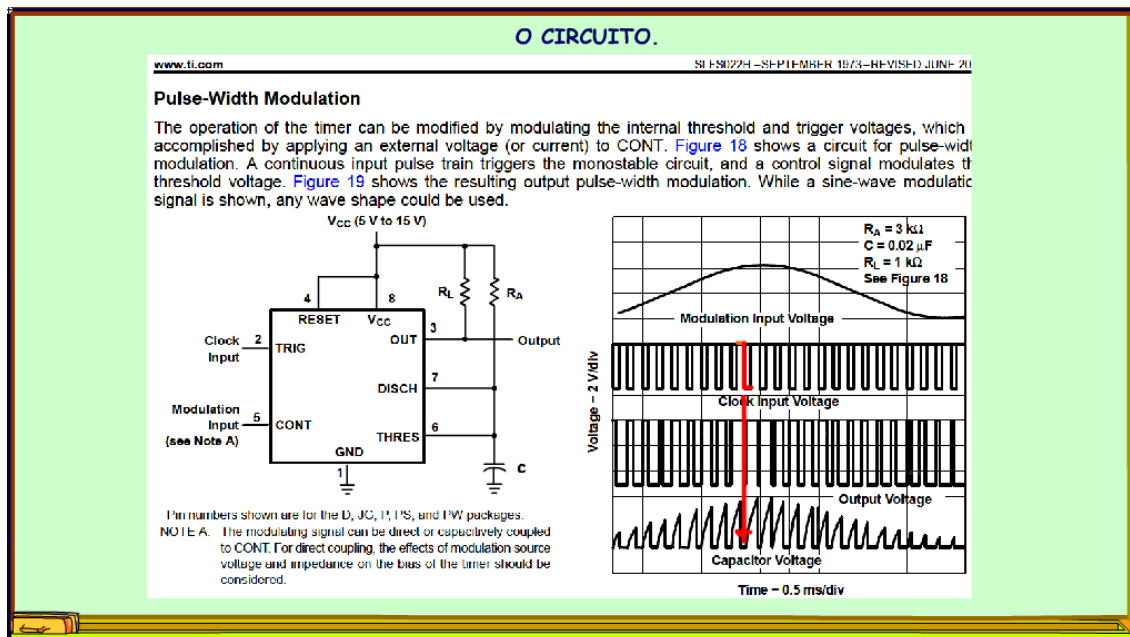 O CIRCUITO.
www.ti.com
SLFS022H –SEPTEMBER 1973–REVISED JUNE 20
Pulse-Width Modulation
The operation of the timer can be modified by modulating the internal threshold and trigger voltages, which
accomplished by applying an external voltage (or current) to CONT. Figure 18 shows a circuit for pulse-widt
modulation. A continuous input pulse train triggers the monostable circuit, and a control signal modulates th
threshold voltage. Figure 19 shows the resulting output pulse-width modulation. While a sine-wave modulatio
signal is shown, any wave shape could be used.
VCC (5 V to 15 V)
RL
RA
4
8
RESET
VCC
3
OUT
Output
Clock
Input
2
TRIG
7
DISCH
Modulation
Input
(see Note A)
5
CONT
6
THRES
GND
1
C
Pin numbers shown are for the D, JG, P, PS, and PW packages.
NOTE A: The modulating signal can be direct or capacitively coupled
to CONT. For direct coupling, the effects of modulation source
voltage and impedance on the bias of the timer should be
considered.
RA = 3 kΩ
C = 0.02 µF
RL = 1 kΩ
See Figure 18
Modulation Input Voltage
Voltage – 2 V/div
Clock Input Voltage
Output Voltage
Capacitor Voltage
Time – 0.5 ms/div